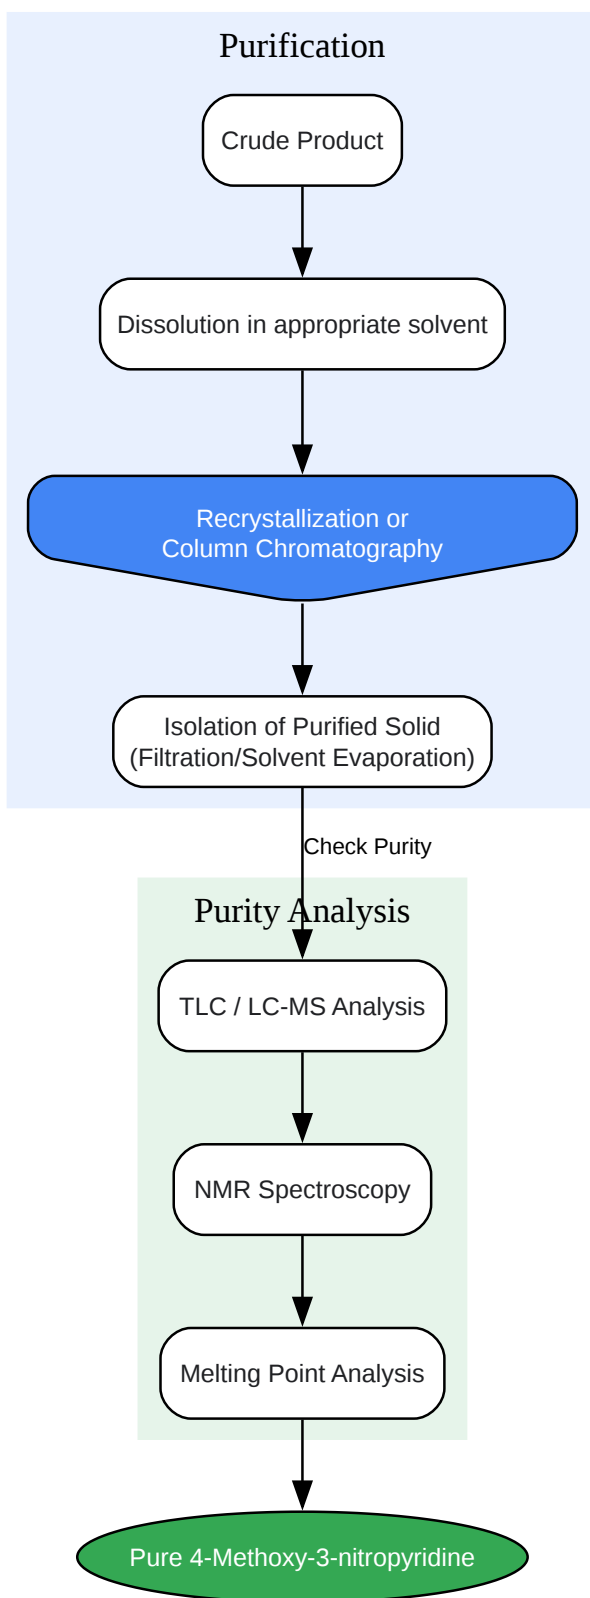 Purification
Crude Product
Dissolution in appropriate solvent
Recrystallization or
Column Chromatography
Isolation of Purified Solid
(Filtration/Solvent Evaporation)
Check Purity
Purity Analysis
TLC / LC-MS Analysis
NMR Spectroscopy
Melting Point Analysis
Pure 4-Methoxy-3-nitropyridine